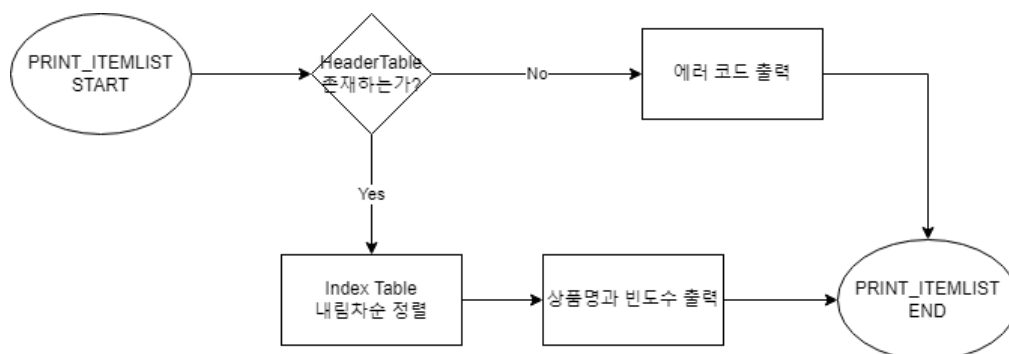 PRINT_ITEMLIST
START
HeaderTable
존재하는가?
No
에러 코드 출력
Yes
Index Table
내림차순 정렬
상품명과 빈도수 출력
PRINT_ITEMLIST
END